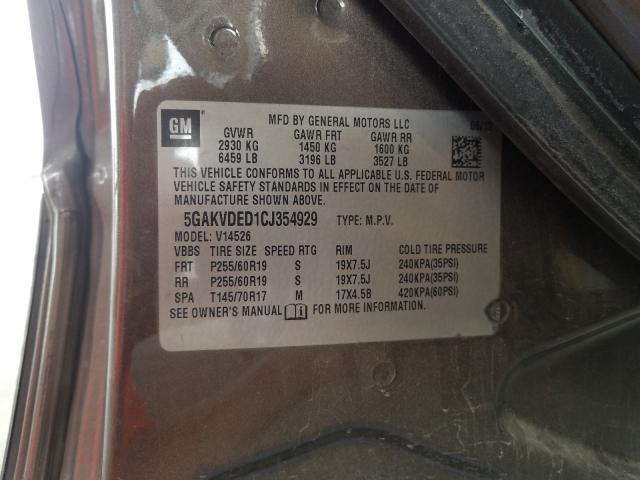 GM
MFD BY GENERAL MOTORS LLC 06/12
GVWR GAWR FRT GAWR RR
2930 KG 1450 KG 1600 KG
6459 LB 3196 LB 3527 LB
THIS VEHICLE CONFORMS TO ALL APPLICABLE U.S. FEDERAL MOTOR
VEHICLE SAFETY STANDARDS IN EFFECT ON THE DATE OF
MANUFACTURE SHOWN ABOVE.
5GAKVDED1CJ354929 TYPE: M.P.V.
MODEL: V14526
VBBS TIRE SIZE SPEED RTG RIM COLD TIRE PRESSURE
FRT P255/60R19 S 19X7.5J 240KPA(35PSI)
RR P255/60R19 S 19X7.5J 240KPA(35PSI)
SPA T145/70R17 M 17X4.5B 420KPA(60PSI)
SEE OWNER'S MANUAL FOR MORE INFORMATION.